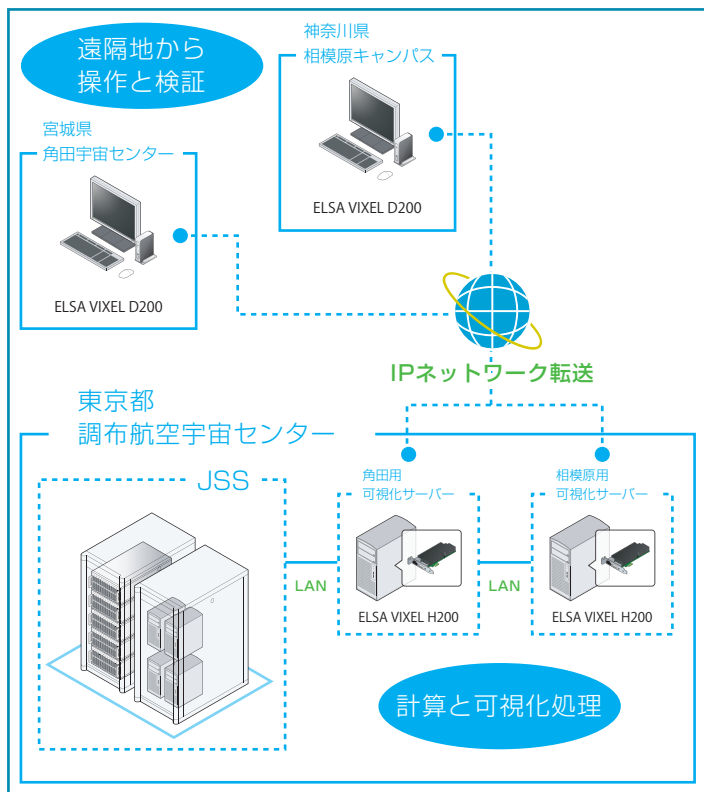 遠隔地から
操作と検証
神奈川県
相模原キャンパス
ELSA VIXEL D200
宮城県
角田宇宙センター
ELSA VIXEL D200
IPネットワーク転送
東京都
調布航空宇宙センター
JSS
角田用
可視化サーバー
相模原用
可視化サーバー
LAN
LAN
ELSA VIXEL H200
ELSA VIXEL H200
計算と可視化処理